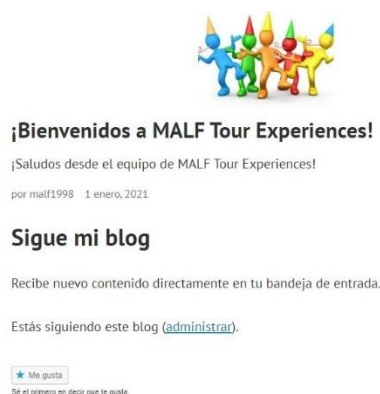 ¡Bienvenidos a MALF Tour Experiences!
¡Saludos desde el equipo de MALF Tour Experiences!
por malf1998 1 enero, 2021
Sigue mi blog
Recibe nuevo contenido directamente en tu bandeja de entrada.
Estás siguiendo este blog (administrar).
Me gusta
Sé el primero en decir que te gusta.